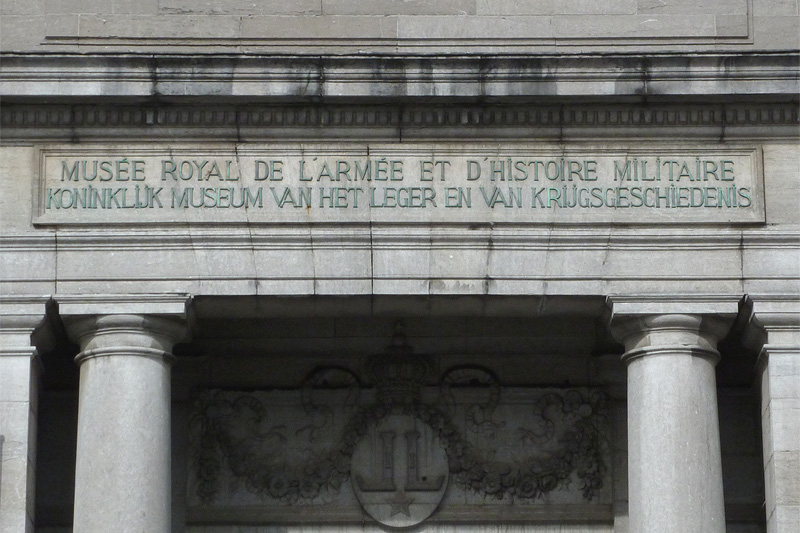 MUSÉE ROYAL DE L'ARMÉE ET D'HISTOIRE MILITAIRE
KONINKLIJK MUSEUM VAN HET LEGER EN VAN KRIJGSGESCHIEDENIS